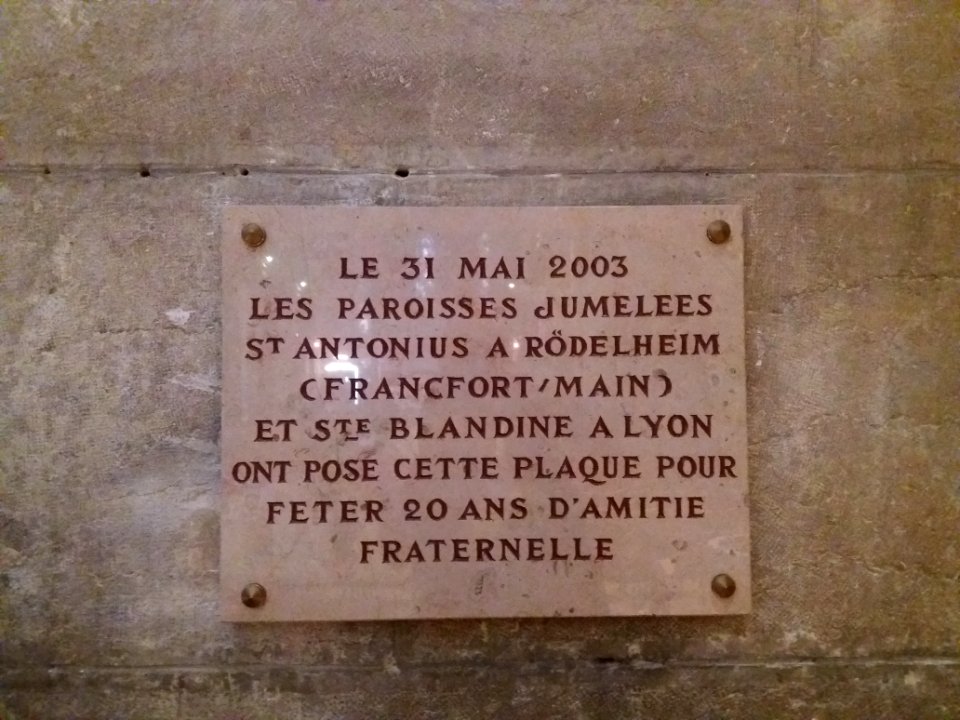 LE 31 MAI 2003
LES PAROISSES JUMELEES
ST ANTONIUS A RÖDELHEIM
(FRANCFORT/MAIN)
ET STE BLANDINE A LYON
ONT POSE CETTE PLAQUE POUR
FETER 20 ANS D'AMITIE
FRATERNELLE